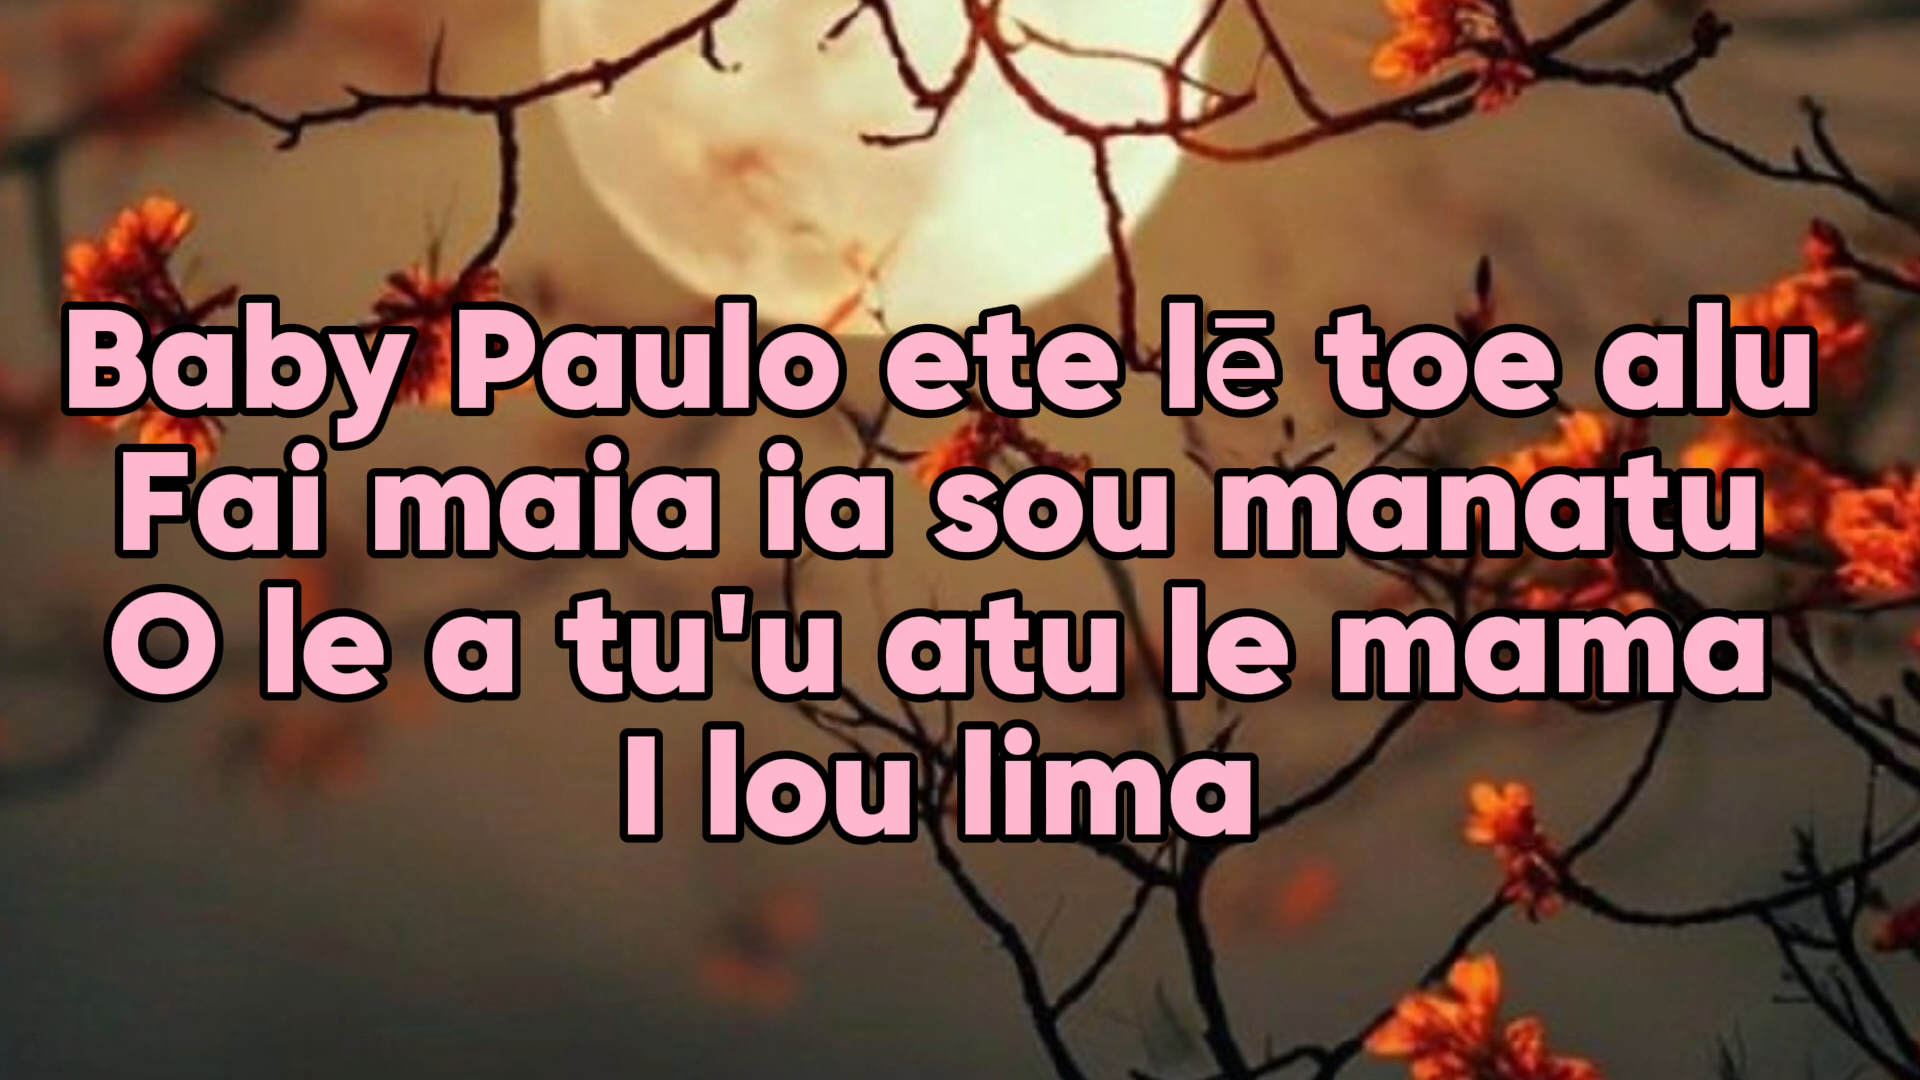 Baby Paulo ete lē toe alu
Fai maia ia sou manatu
O le a tu'u atu le mama
I lou lima